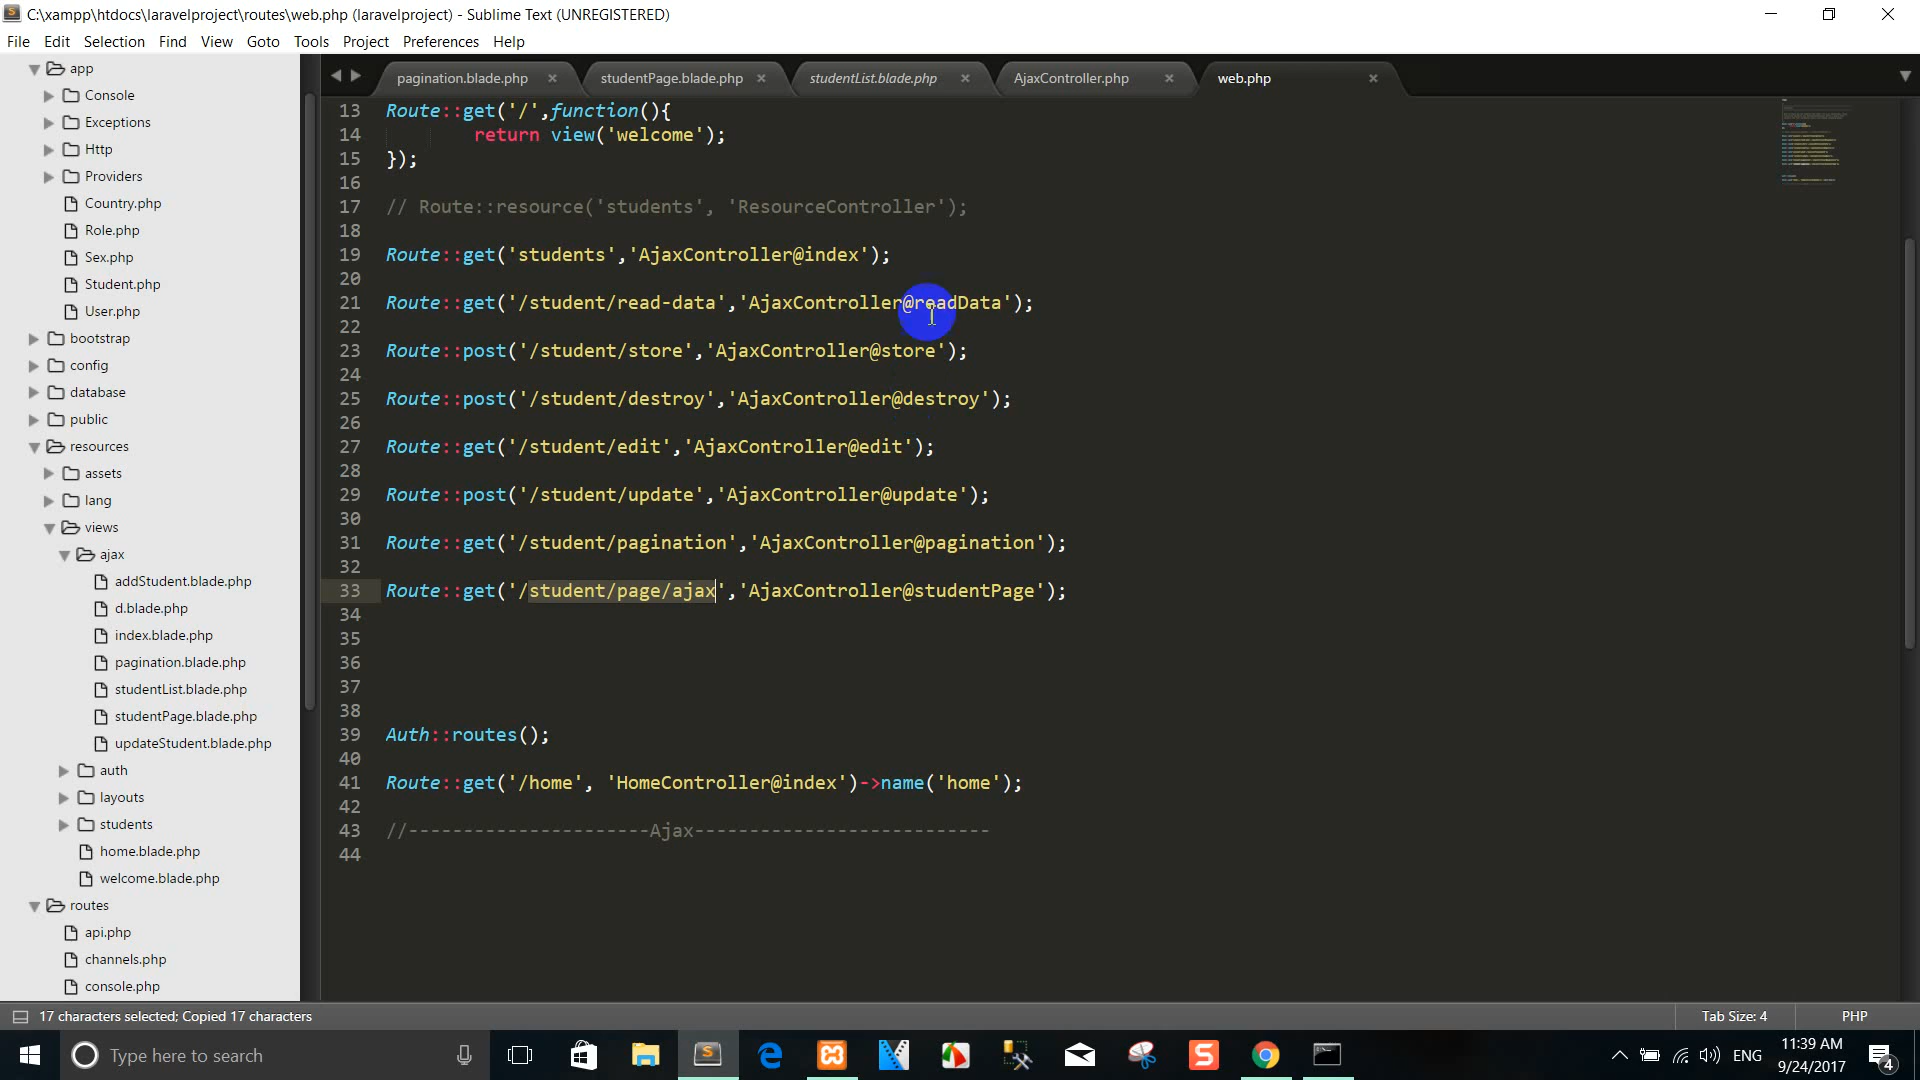 C:\xampp\htdocs\laravelproject\routes\web.php (laravelproject) - Sublime Text (UNREGISTERED)
File Edit Selection Find View Goto Tools Project Preferences Help
app
Console
Exceptions
Http
Providers
Country.php
Role.php
Sex.php
Student.php
User.php
bootstrap
config
database
public
resources
assets
lang
views
ajax
addStudent.blade.php
d.blade.php
index.blade.php
pagination.blade.php
studentList.blade.php
studentPage.blade.php
updateStudent.blade.php
auth
layouts
students
home.blade.php
welcome.blade.php
routes
api.php
channels.php
console.php
pagination.blade.php studentPage.blade.php studentList.blade.php AjaxController.php web.php
13 Route::get('/',function(){
14 return view('welcome');
15 });
16
17 // Route::resource('students', 'ResourceController');
18
19 Route::get('students','AjaxController@index');
20
21 Route::get('/student/read-data','AjaxController@readData');
22
23 Route::post('/student/store','AjaxController@store');
24
25 Route::post('/student/destroy','AjaxController@destroy');
26
27 Route::get('/student/edit','AjaxController@edit');
28
29 Route::post('/student/update','AjaxController@update');
30
31 Route::get('/student/pagination','AjaxController@pagination');
32
33 Route::get('/student/page/ajax','AjaxController@studentPage');
34
35
36
37
38
39 Auth::routes();
40
41 Route::get('/home', 'HomeController@index')->name('home');
42
43 //----------------------Ajax---------------------------
44
17 characters selected; Copied 17 characters
Tab Size: 4 PHP
Type here to search
ENG
11:39 AM
9/24/2017
4